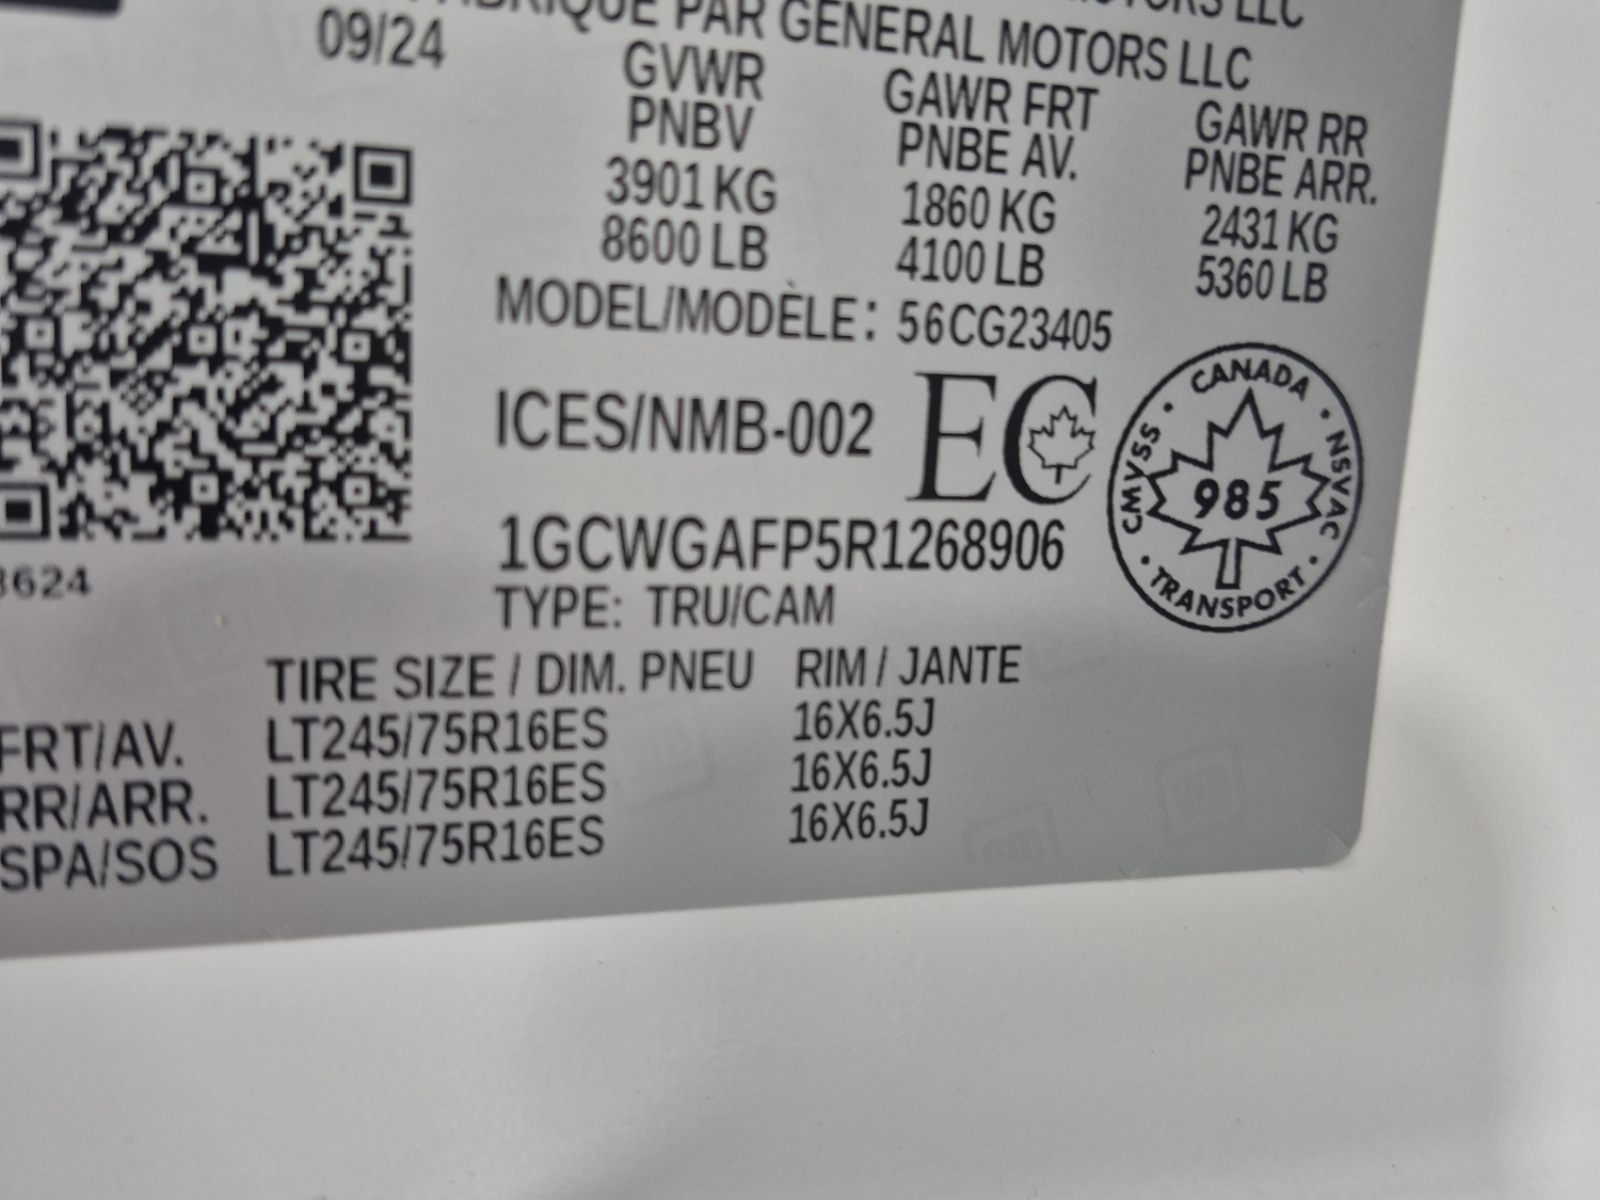 MOTORS LLC
FABRIQUÉ PAR GENERAL MOTORS LLC
09/24
GVWR GAWR FRT GAWR RR
PNBV PNBE AV. PNBE ARR.
3901 KG 1860 KG 2431 KG
8600 LB 4100 LB 5360 LB
MODEL/MODÈLE: 56CG23405
ICES/NMB-002 EC
CANADA • NSVAC • TRANSPORT • CMVSS •
985
1GCWGAFP5R1268906
3624
TYPE: TRU/CAM
TIRE SIZE / DIM. PNEU RIM / JANTE
FRT/AV. LT245/75R16ES 16X6.5J
RR/ARR. LT245/75R16ES 16X6.5J
SPA/SOS LT245/75R16ES 16X6.5J